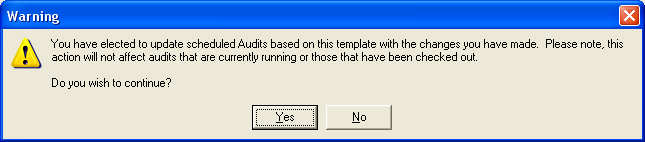 Warning
You have elected to update scheduled Audits based on this template with the changes you have made.  Please note, this
action will not affect audits that are currently running or those that have been checked out.
Do you wish to continue?
Yes
No